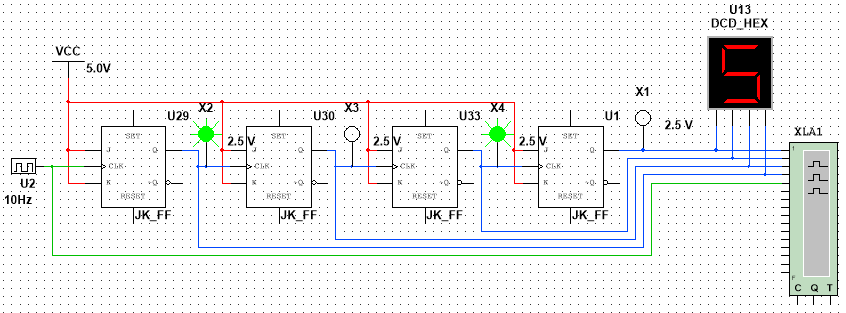 U13
DCD_HEX
VCC
5.0V
X1
U29
X2
U30
X3
U33
X4
U1
2.5 V
2.5 V
2.5 V
2.5 V
XLA1
SET
SET
SET
SET
J Q
J Q
J Q
J Q
CLK
CLK
CLK
CLK
K ~Q
K ~Q
K ~Q
K ~Q
RESET
RESET
RESET
RESET
JK_FF
JK_FF
JK_FF
JK_FF
U2
10Hz
5
1
F
C Q T